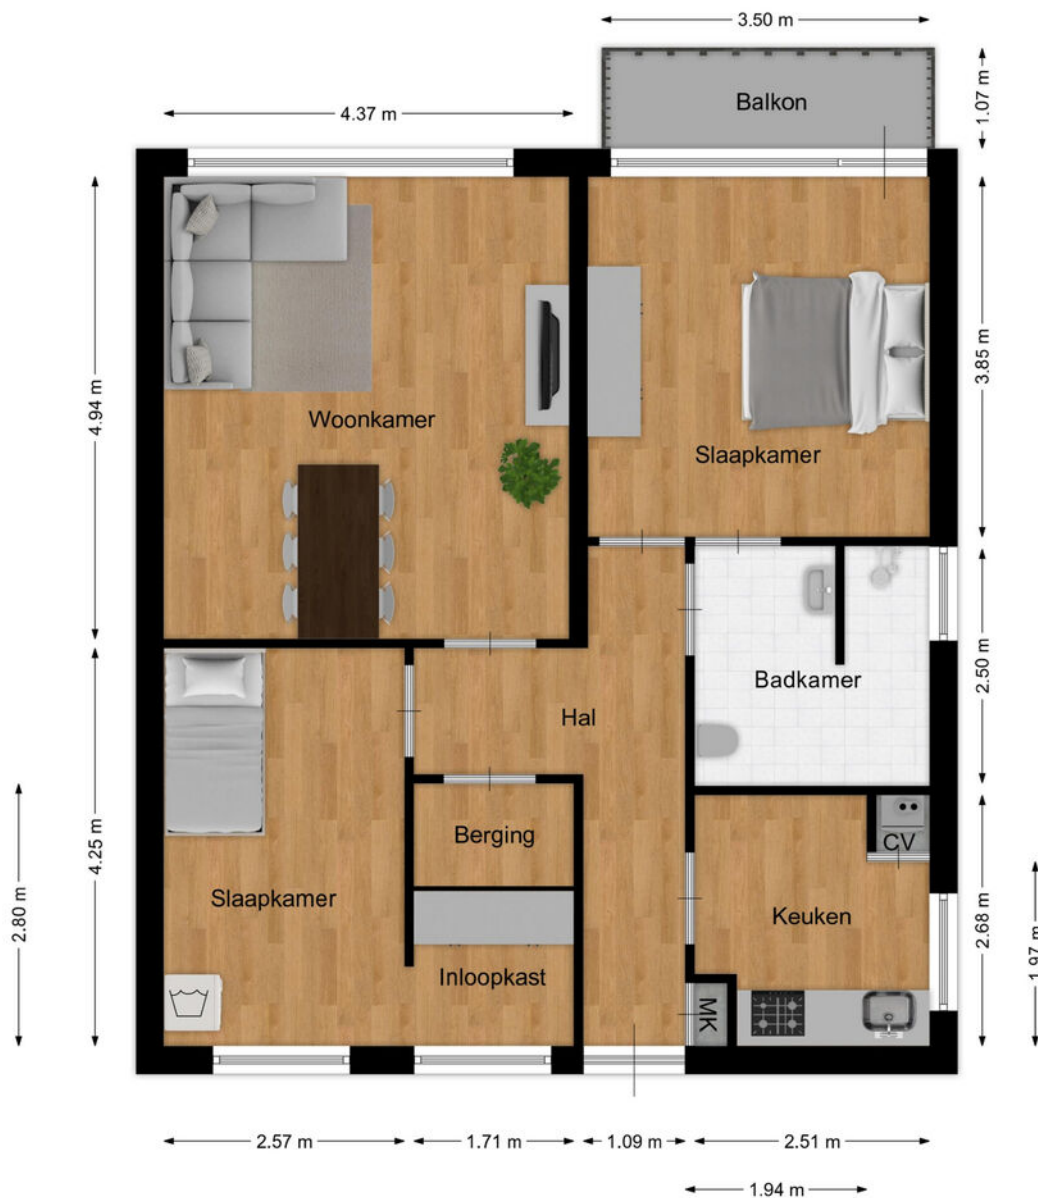 3.50 m
Balkon
1.07 m
4.37 m
4.94 m
Woonkamer
3.85 m
Slaapkamer
Badkamer
2.50 m
Hal
4.25 m
2.80 m
Berging
CV
Slaapkamer
Keuken
2.68 m
1.97 m
Inloopkast
MK
2.57 m
1.71 m
1.09 m
2.51 m
1.94 m